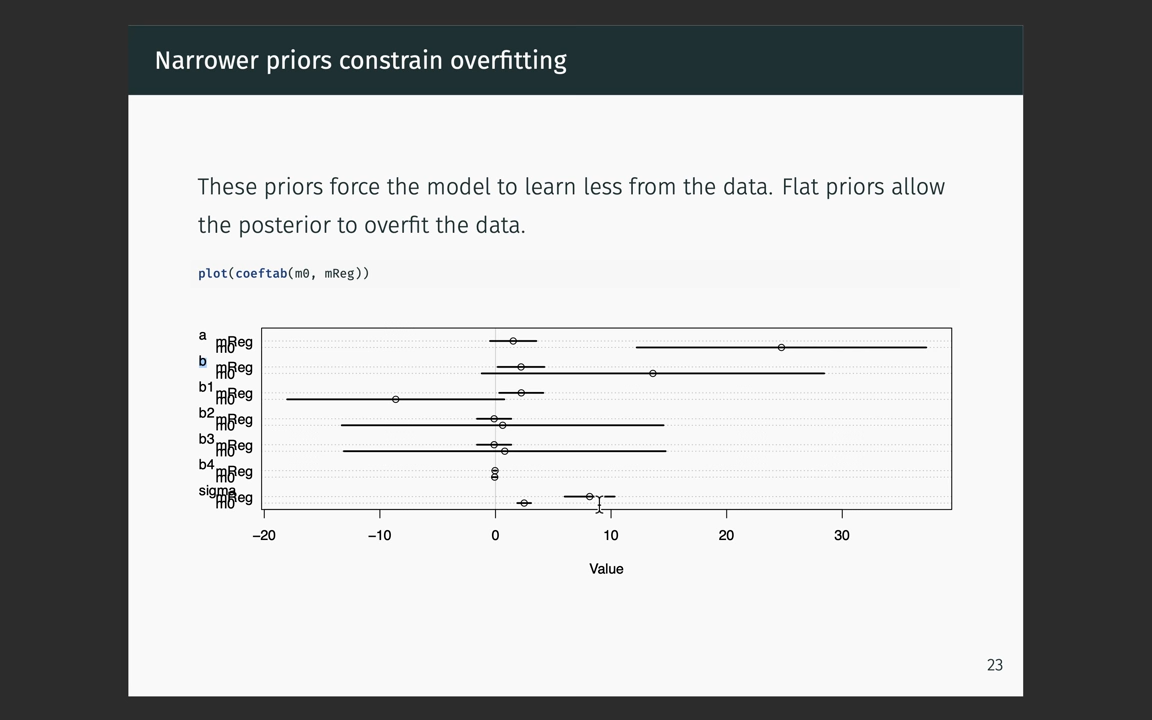 Narrower priors constrain overfitting
These priors force the model to learn less from the data. Flat priors allow
the posterior to overfit the data.
plot(coeftab(m0, mReg))
a
mReg
m0
b
mReg
m0
b1
mReg
m0
b2
mReg
m0
b3
mReg
m0
b4
mReg
m0
sigma
mReg
m0
−20 −10 0 10 20 30
Value
23